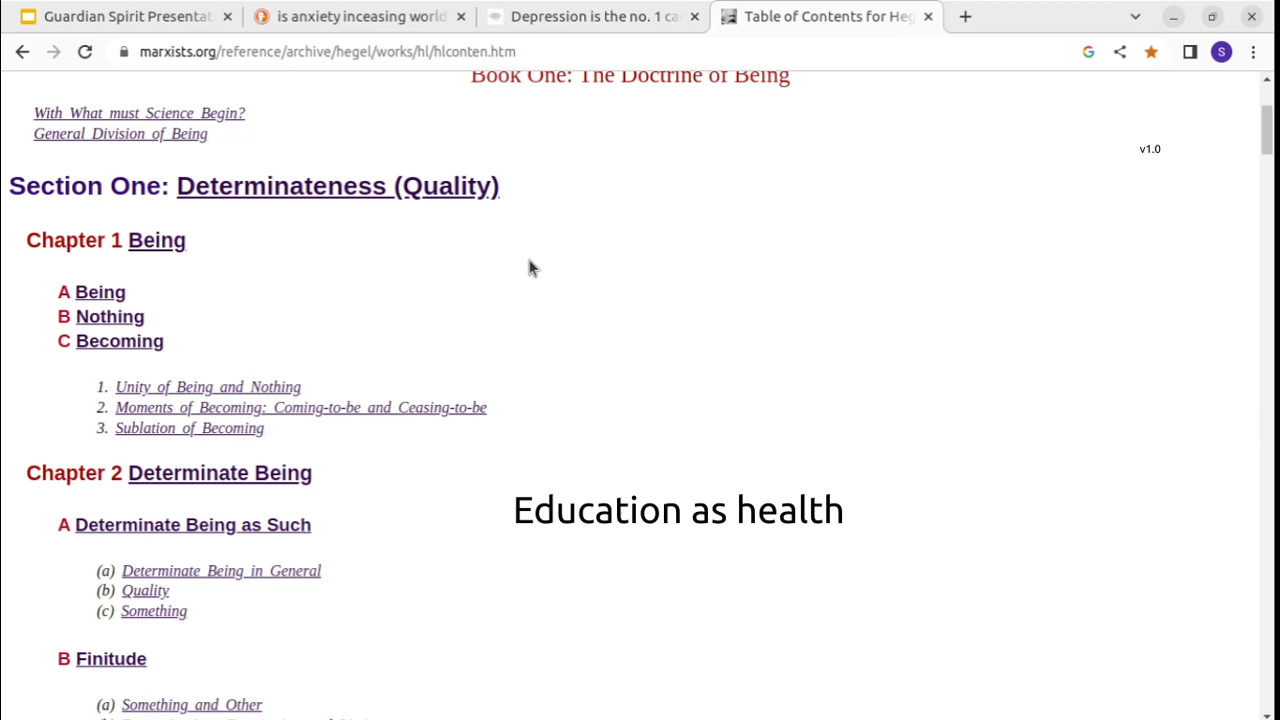 Guardian Spirit Presentat
is anxiety inceasing world
Depression is the no. 1 ca
Table of Contents for Heg
marxists.org/reference/archive/hegel/works/hl/hlconten.htm
S
Book One: The Doctrine of Being
With What must Science Begin?
General Division of Being
v1.0
Section One: Determinateness (Quality)
Chapter 1 Being
A Being
B Nothing
C Becoming
1. Unity of Being and Nothing
2. Moments of Becoming: Coming-to-be and Ceasing-to-be
3. Sublation of Becoming
Chapter 2 Determinate Being
Education as health
A Determinate Being as Such
(a) Determinate Being in General
(b) Quality
(c) Something
B Finitude
(a) Something and Other